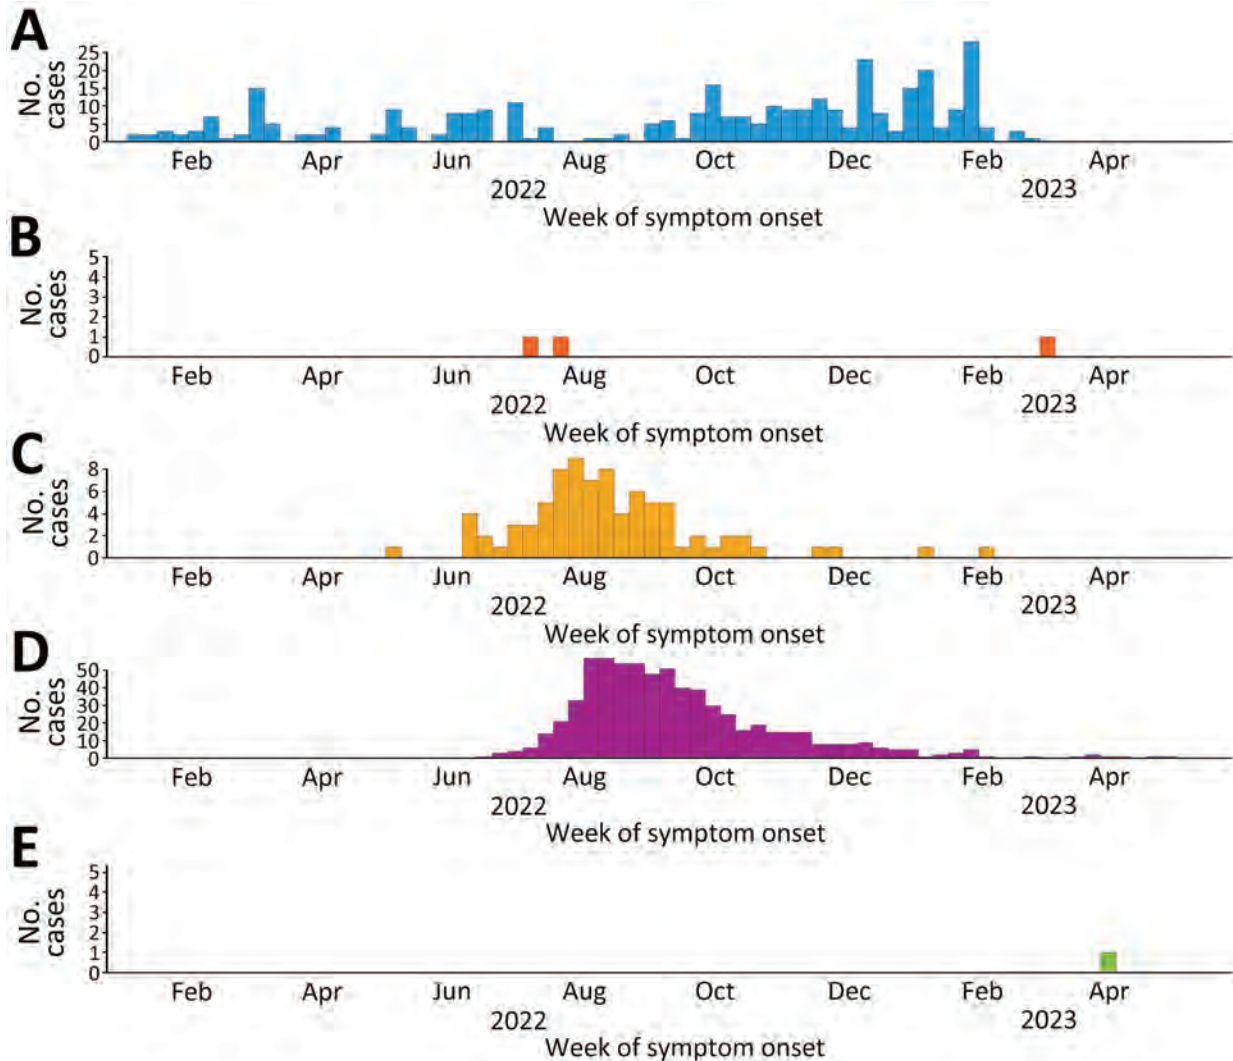 A
No.
cases
25
20
15
10
5
0
Feb Apr Jun Aug Oct Dec Feb Apr
2022 2023
Week of symptom onset
B
No.
cases
5
4
3
2
1
0
Feb Apr Jun Aug Oct Dec Feb Apr
2022 2023
Week of symptom onset
C
No.
cases
8
6
4
2
0
Feb Apr Jun Aug Oct Dec Feb Apr
2022 2023
Week of symptom onset
D
No.
cases
50
40
30
20
10
0
Feb Apr Jun Aug Oct Dec Feb Apr
2022 2023
Week of symptom onset
E
No.
cases
5
4
3
2
1
0
Feb Apr Jun Aug Oct Dec Feb Apr
2022 2023
Week of symptom onset